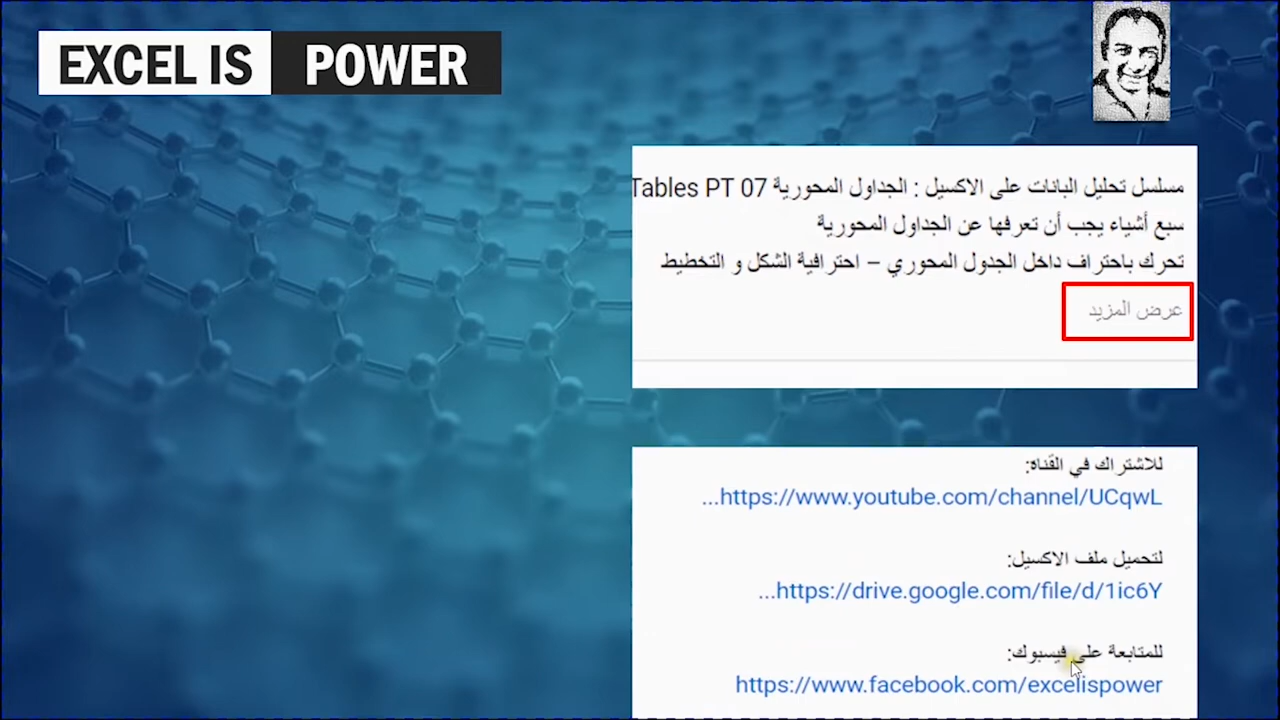 EXCEL IS POWER
مسلسل تحليل البانات على الاكسيل : الجداول المحورية Tables PT 07
سبع أشياء يجب أن تعرفها عن الجداول المحورية
تحرك باحتراف داخل الجدول المحوري – احترافية الشكل و التخطيط
عرض المزيد
للاشتراك في القناة:
https://www.youtube.com/channel/UCqwL...
لتحميل ملف الاكسيل:
https://drive.google.com/file/d/1ic6Y...
للمتابعة على فيسبوك:
https://www.facebook.com/excelispower